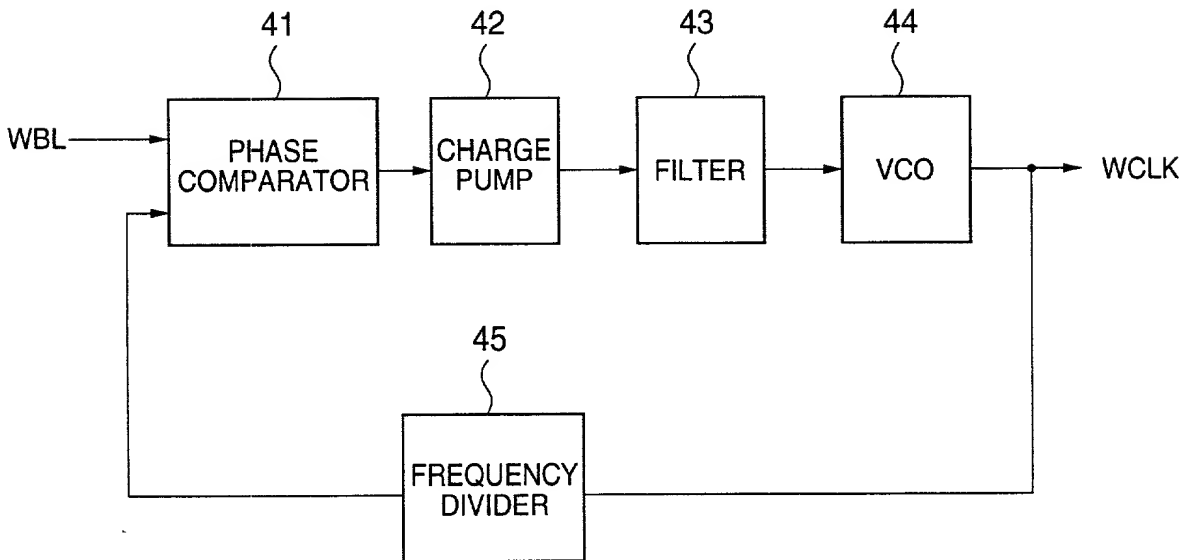 41
42
43
44
WBL
PHASE
COMPARATOR
CHARGE
PUMP
FILTER
VCO
WCLK
45
FREQUENCY
DIVIDER